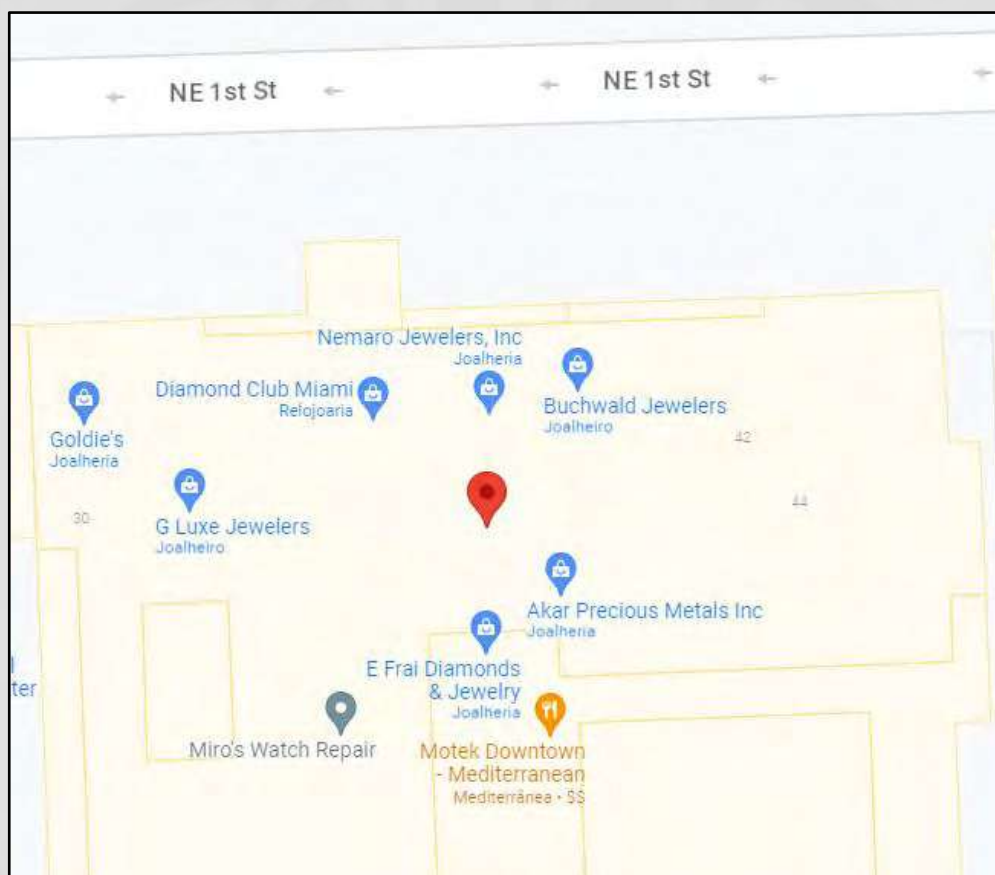 NE 1st St
NE 1st St
Nemaro Jewelers, Inc
Joalheria
Diamond Club Miami
Relojoaria
Buchwald Jewelers
Joalheiro
Goldie's
Joalheria
42
30
G Luxe Jewelers
Joalheiro
44
Akar Precious Metals Inc
Joalheria
E Frai Diamonds
& Jewelry
Joalheria
ter
Miro's Watch Repair
Motek Downtown
- Mediterranean
Mediterrânea • $$